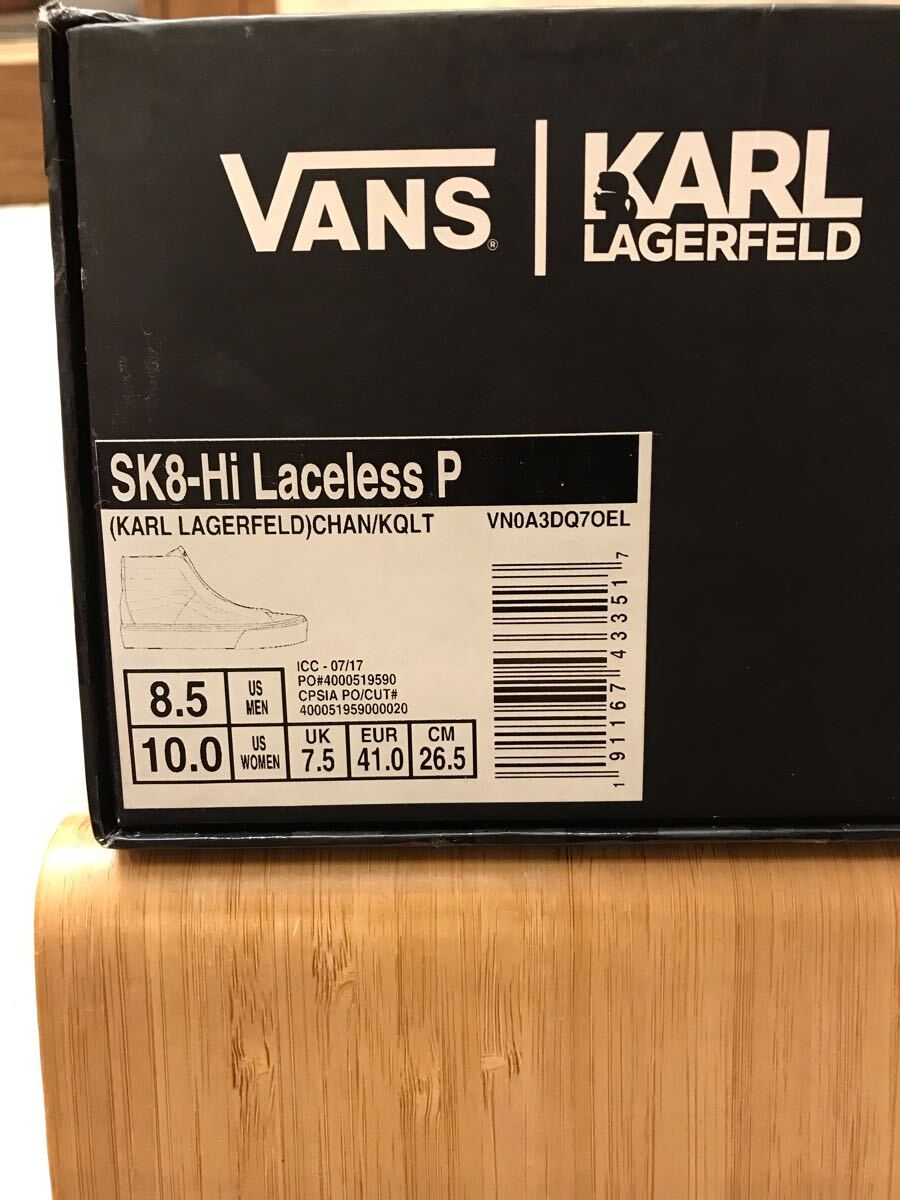 VANS® | KARL
LAGERFELD
SK8-Hi Laceless P
(KARL LAGERFELD)CHAN/KQLT
VN0A3DQ7OEL
ICC - 07/17
PO#4000519590
CPSIA PO/CUT#
400051959000020
8.5 US MEN
10.0 US WOMEN
UK 7.5
EUR 41.0
CM 26.5
1 91167 43351 7